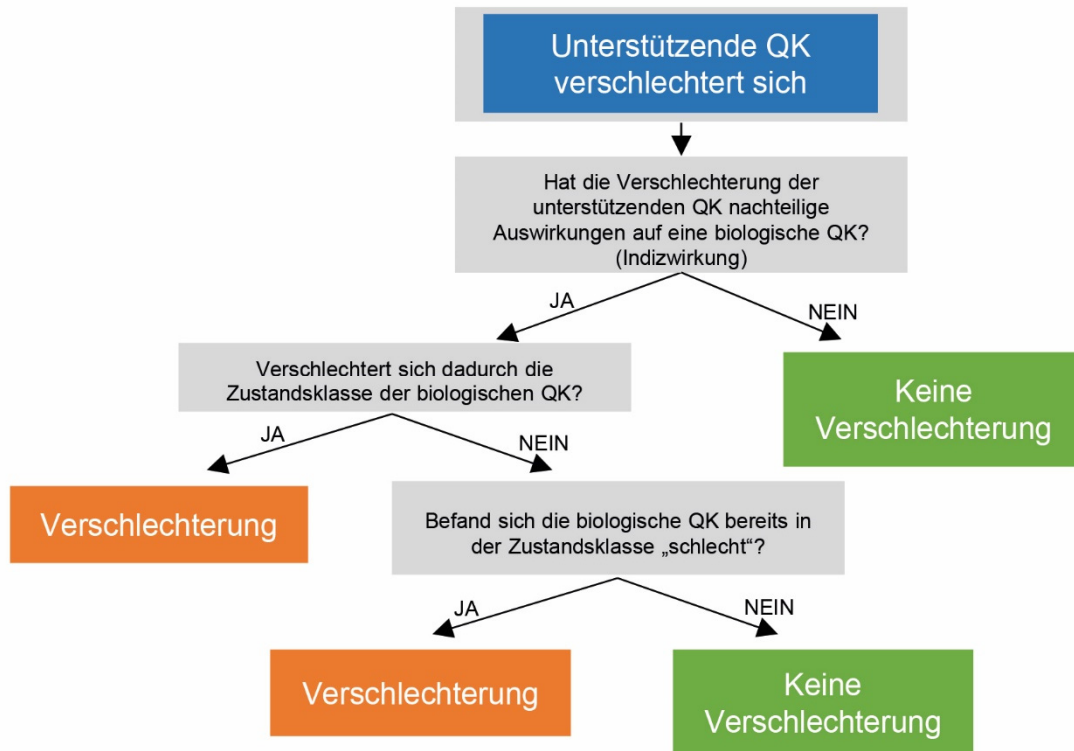 Unterstützende QK
verschlechtert sich
Hat die Verschlechterung der
unterstützenden QK nachteilige
Auswirkungen auf eine biologische QK?
(Indizwirkung)
JA
NEIN
Verschlechtert sich dadurch die
Zustandsklasse der biologischen QK?
Keine
Verschlechterung
JA
NEIN
Verschlechterung
Befand sich die biologische QK bereits in
der Zustandsklasse „schlecht“?
JA
NEIN
Verschlechterung
Keine
Verschlechterung